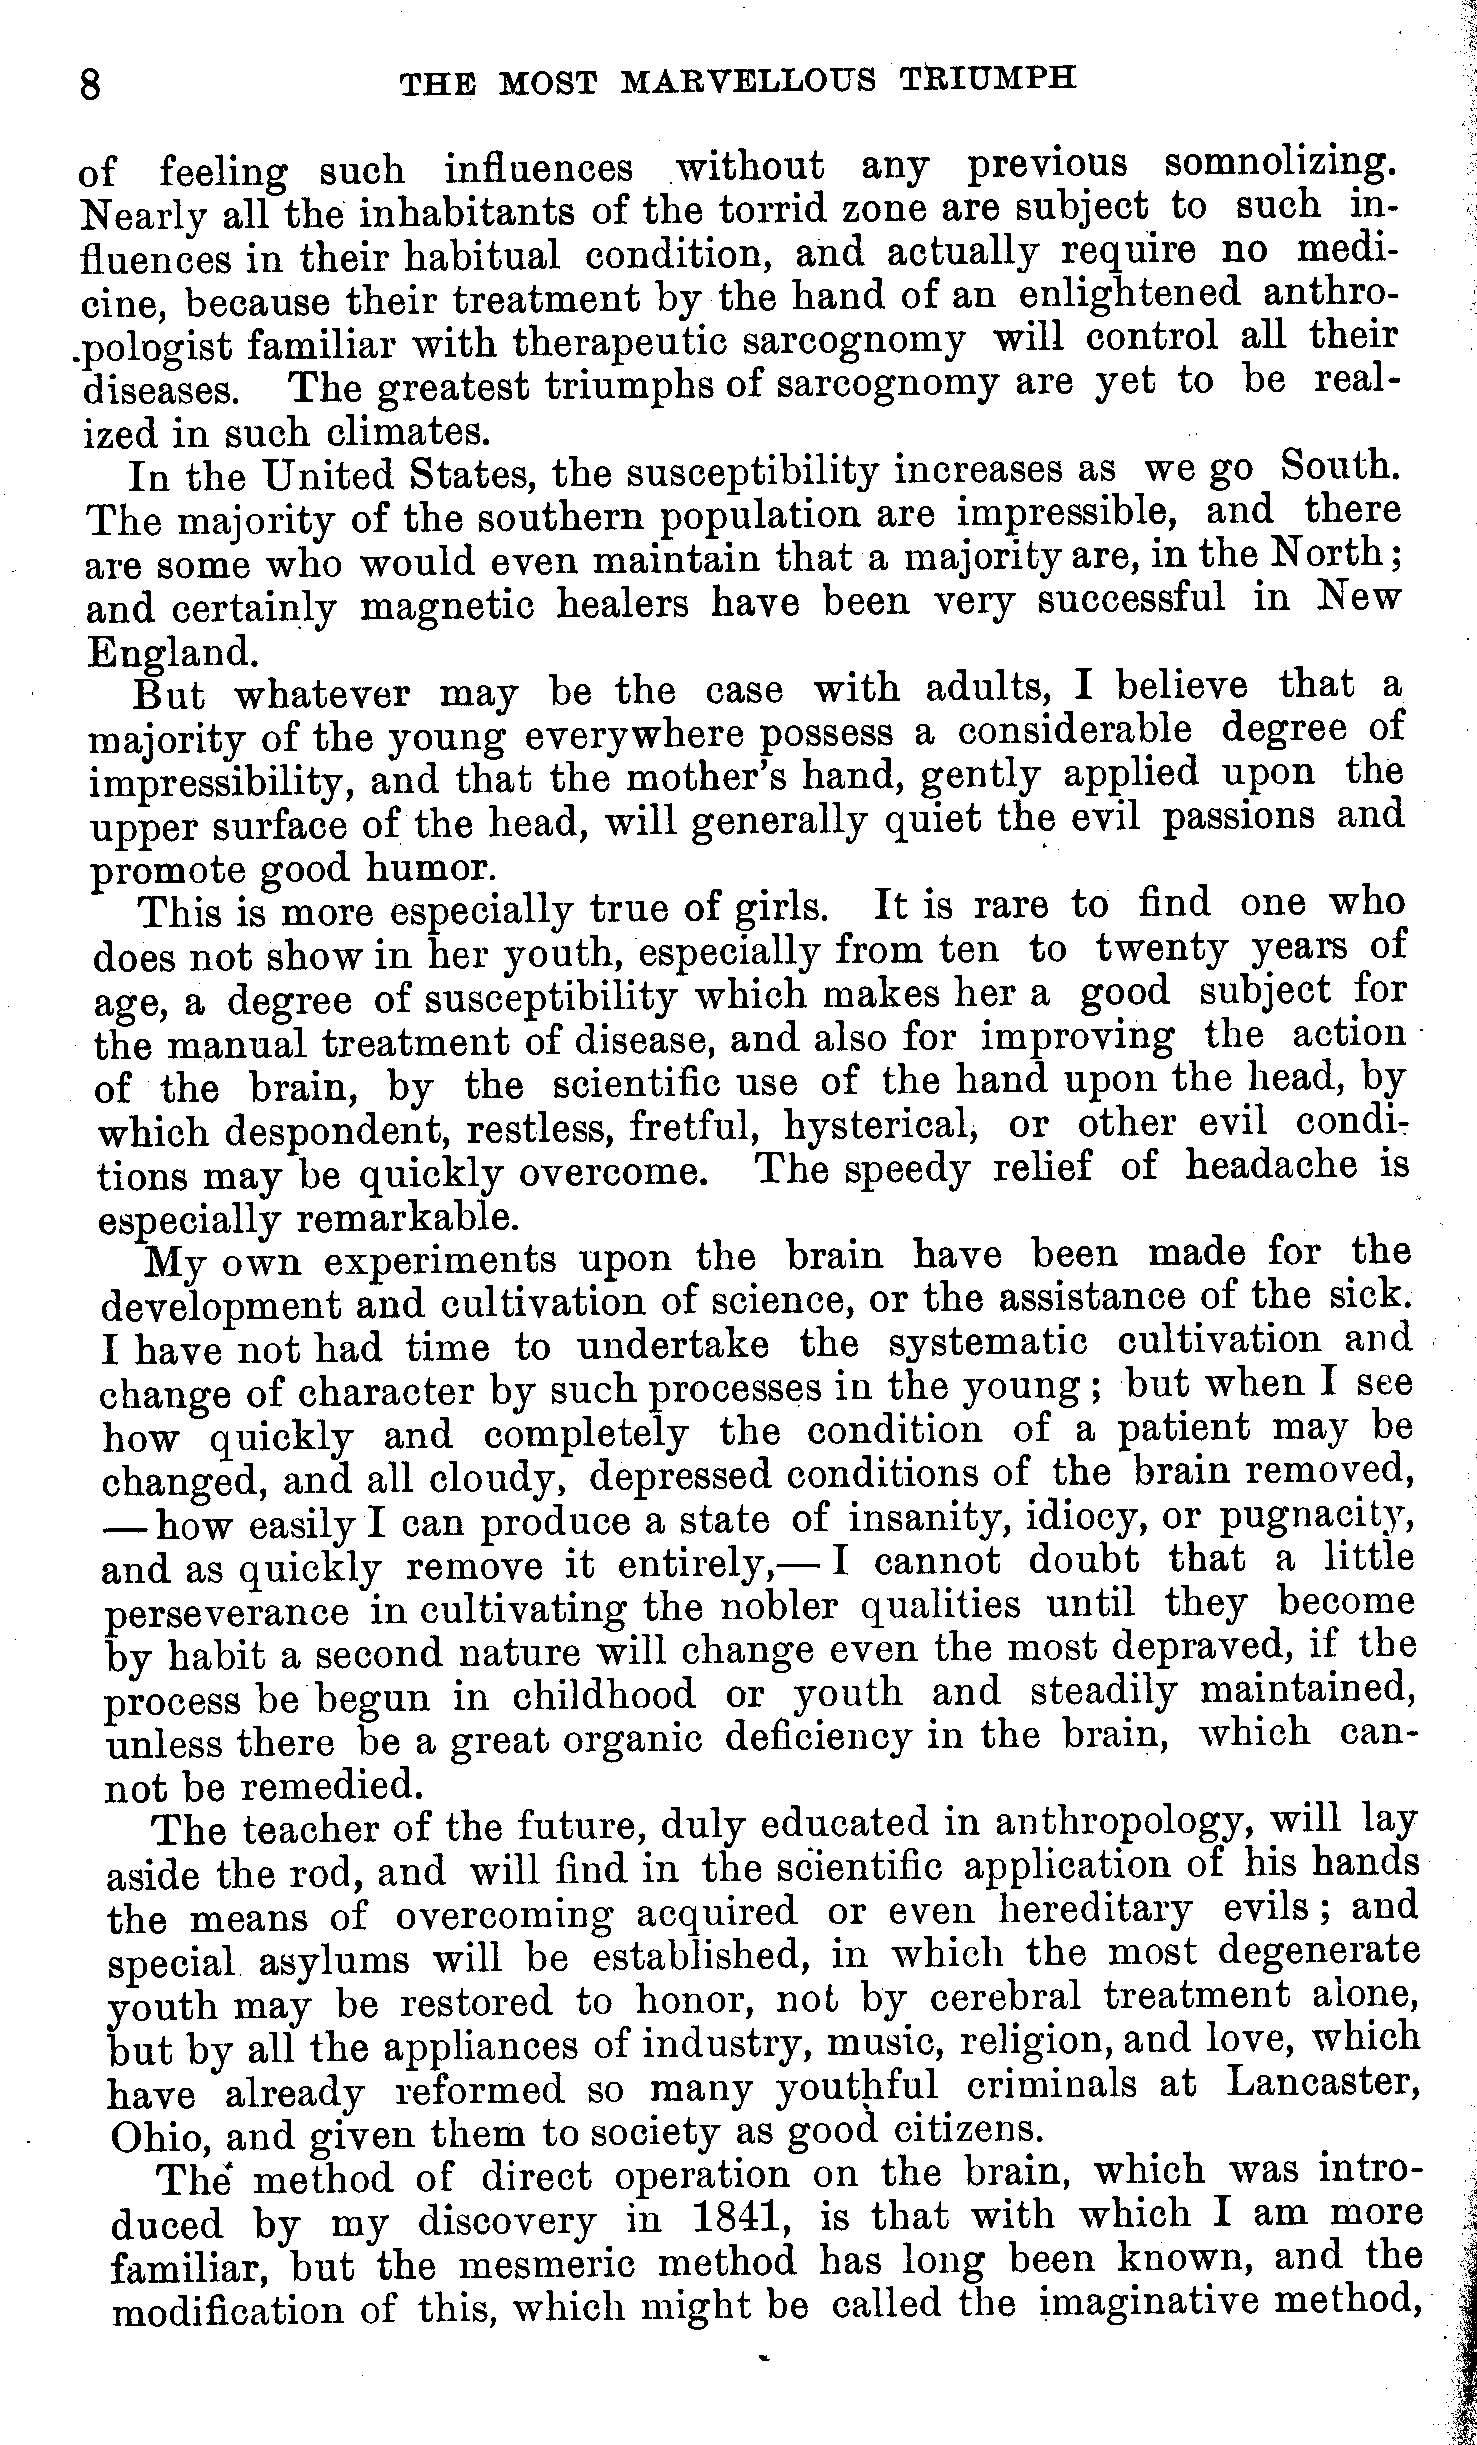 8 THE MOST MARVELLOUS TRIUMPH
of feeling such influences without any previous somnolizing.
Nearly all the inhabitants of the torrid zone are subject to such in-
fluences in their habitual condition, and actually require no medi-
cine, because their treatment by the hand of an enlightened anthro-
pologist familiar with therapeutic sarcognomy will control all their
diseases. The greatest triumphs of sarcognomy are yet to be real-
ized in such climates.
In the United States, the susceptibility increases as we go South.
The majority of the southern population are impressible, and there
are some who would even maintain that a majority are, in the North;
and certainly magnetic healers have been very successful in New
England.
But whatever may be the case with adults, I believe that a
majority of the young everywhere possess a considerable degree of
impressibility, and that the mother's hand, gently applied upon the
upper surface of the head, will generally quiet the evil passions and
promote good humor.
This is more especially true of girls. It is rare to find one who
does not show in her youth, especially from ten to twenty years of
age, a degree of susceptibility which makes her a good subject for
the manual treatment of disease, and also for improving the action
of the brain, by the scientific use of the hand upon the head, by
which despondent, restless, fretful, hysterical, or other evil condi-
tions may be quickly overcome. The speedy relief of headache is
especially remarkable.
My own experiments upon the brain have been made for the
development and cultivation of science, or the assistance of the sick.
I have not had time to undertake the systematic cultivation and
change of character by such processes in the young; but when I see
how quickly and completely the condition of a patient may be
changed, and all cloudy, depressed conditions of the brain removed,
—how easily I can produce a state of insanity, idiocy, or pugnacity,
and as quickly remove it entirely,—I cannot doubt that a little
perseverance in cultivating the nobler qualities until they become
by habit a second nature will change even the most depraved, if the
process be begun in childhood or youth and steadily maintained,
unless there be a great organic deficiency in the brain, which can-
not be remedied.
The teacher of the future, duly educated in anthropology, will lay
aside the rod, and will find in the scientific application of his hands
the means of overcoming acquired or even hereditary evils; and
special asylums will be established, in which the most degenerate
youth may be restored to honor, not by cerebral treatment alone,
but by all the appliances of industry, music, religion, and love, which
have already reformed so many youthful criminals at Lancaster,
Ohio, and given them to society as good citizens.
The method of direct operation on the brain, which was intro-
duced by my discovery in 1841, is that with which I am more
familiar, but the mesmeric method has long been known, and the
modification of this, which might be called the imaginative method,